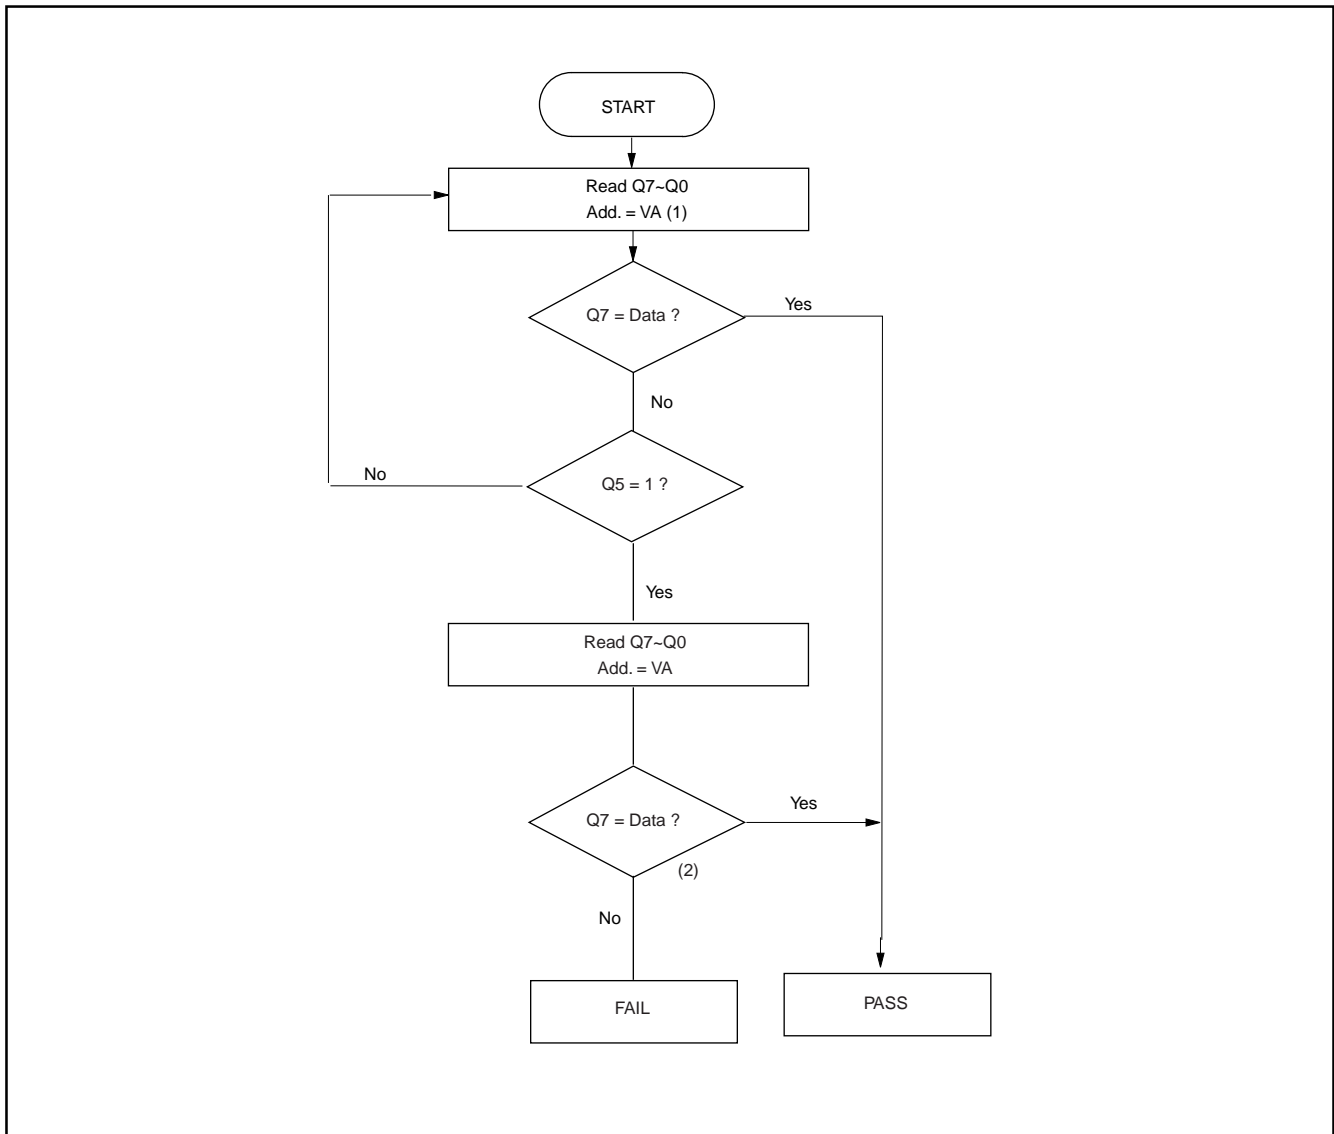 START
Read Q7~Q0
Add. = VA (1)
Q7 = Data ?
Yes
No
Q5 = 1 ?
No
Yes
Read Q7~Q0
Add. = VA
Q7 = Data ?
Yes
(2)
No
FAIL
PASS